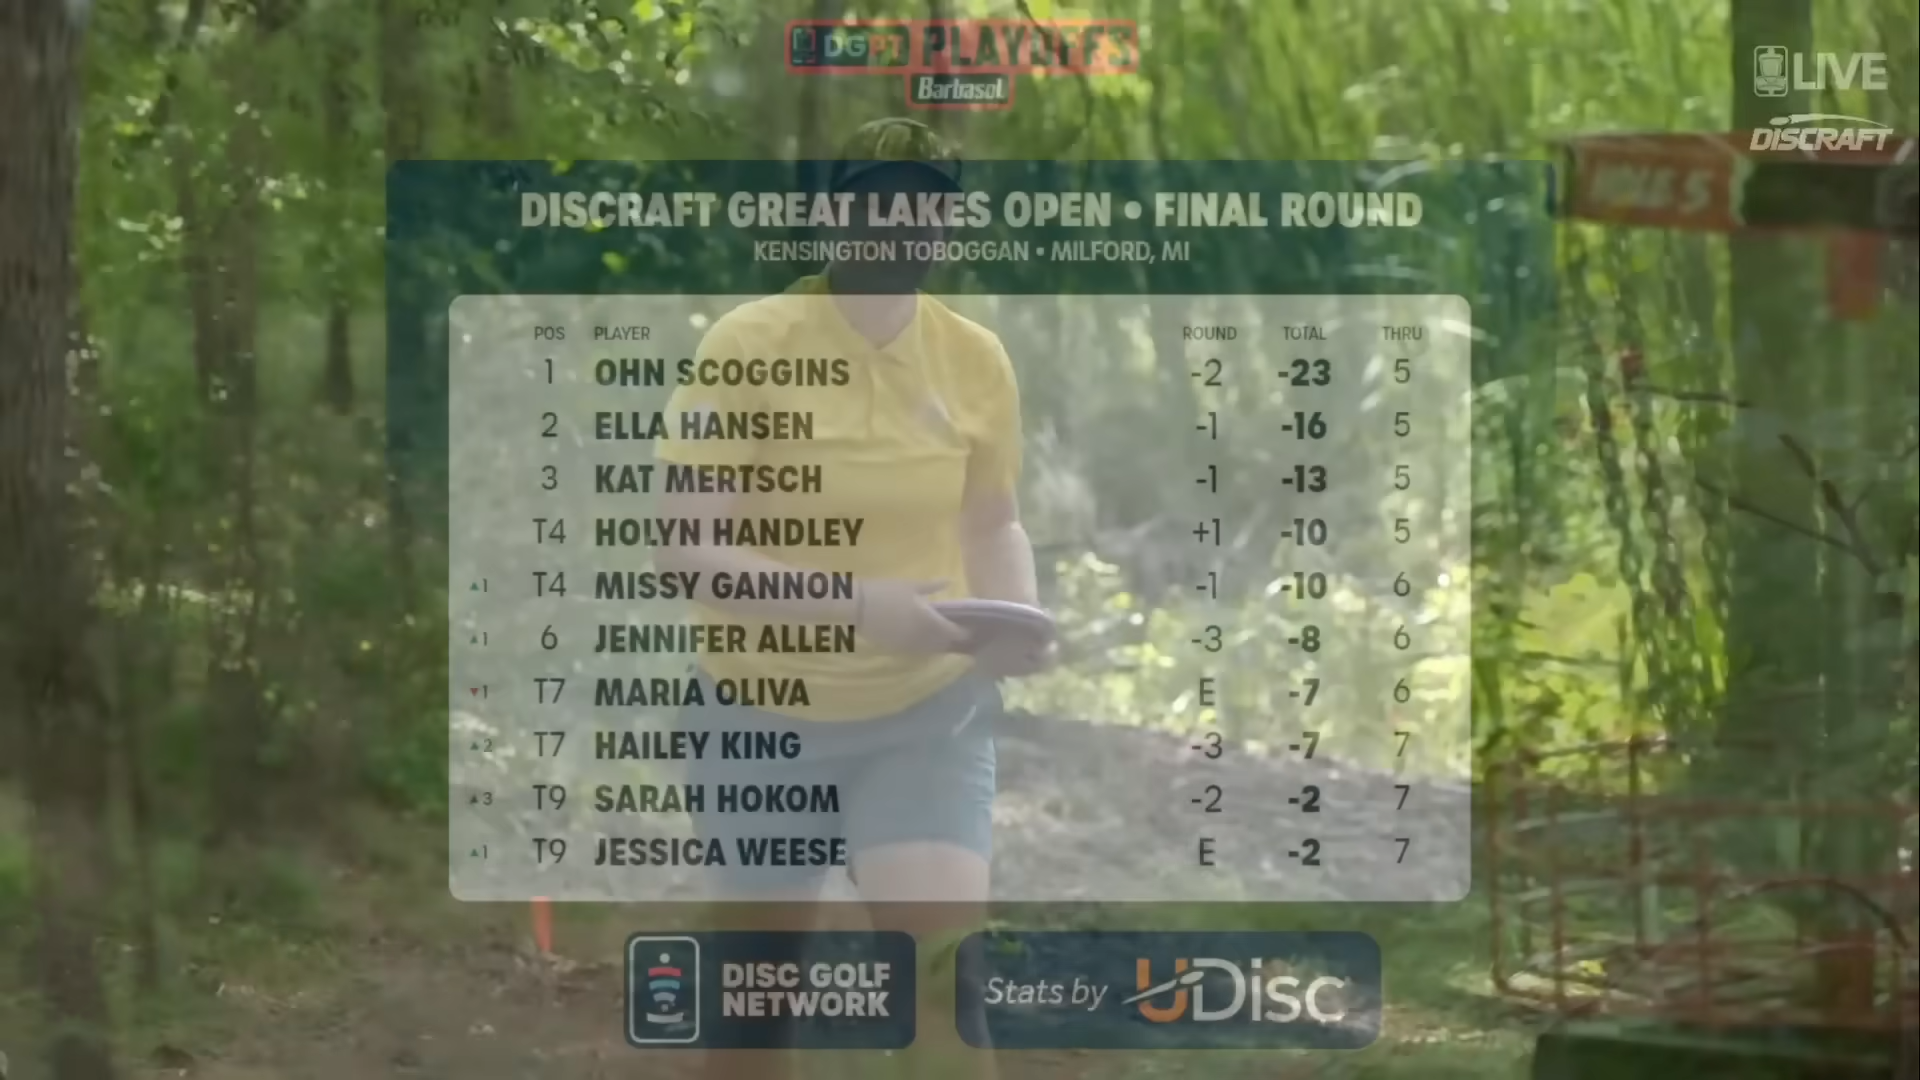 DGPT PLAYOFFS
Barbasol
LIVE
DISCRAFT
HOLE 5
DISCRAFT GREAT LAKES OPEN • FINAL ROUND
KENSINGTON TOBOGGAN • MILFORD, MI
POS PLAYER ROUND TOTAL THRU
1 OHN SCOGGINS -2 -23 5
2 ELLA HANSEN -1 -16 5
3 KAT MERTSCH -1 -13 5
T4 HOLYN HANDLEY +1 -10 5
▲1 T4 MISSY GANNON -1 -10 6
▲1 6 JENNIFER ALLEN -3 -8 6
▼1 T7 MARIA OLIVA E -7 6
▲2 T7 HAILEY KING -3 -7 7
▲3 T9 SARAH HOKOM -2 -2 7
▲1 T9 JESSICA WEESE E -2 7
DISC GOLF
NETWORK
Stats by UDisc